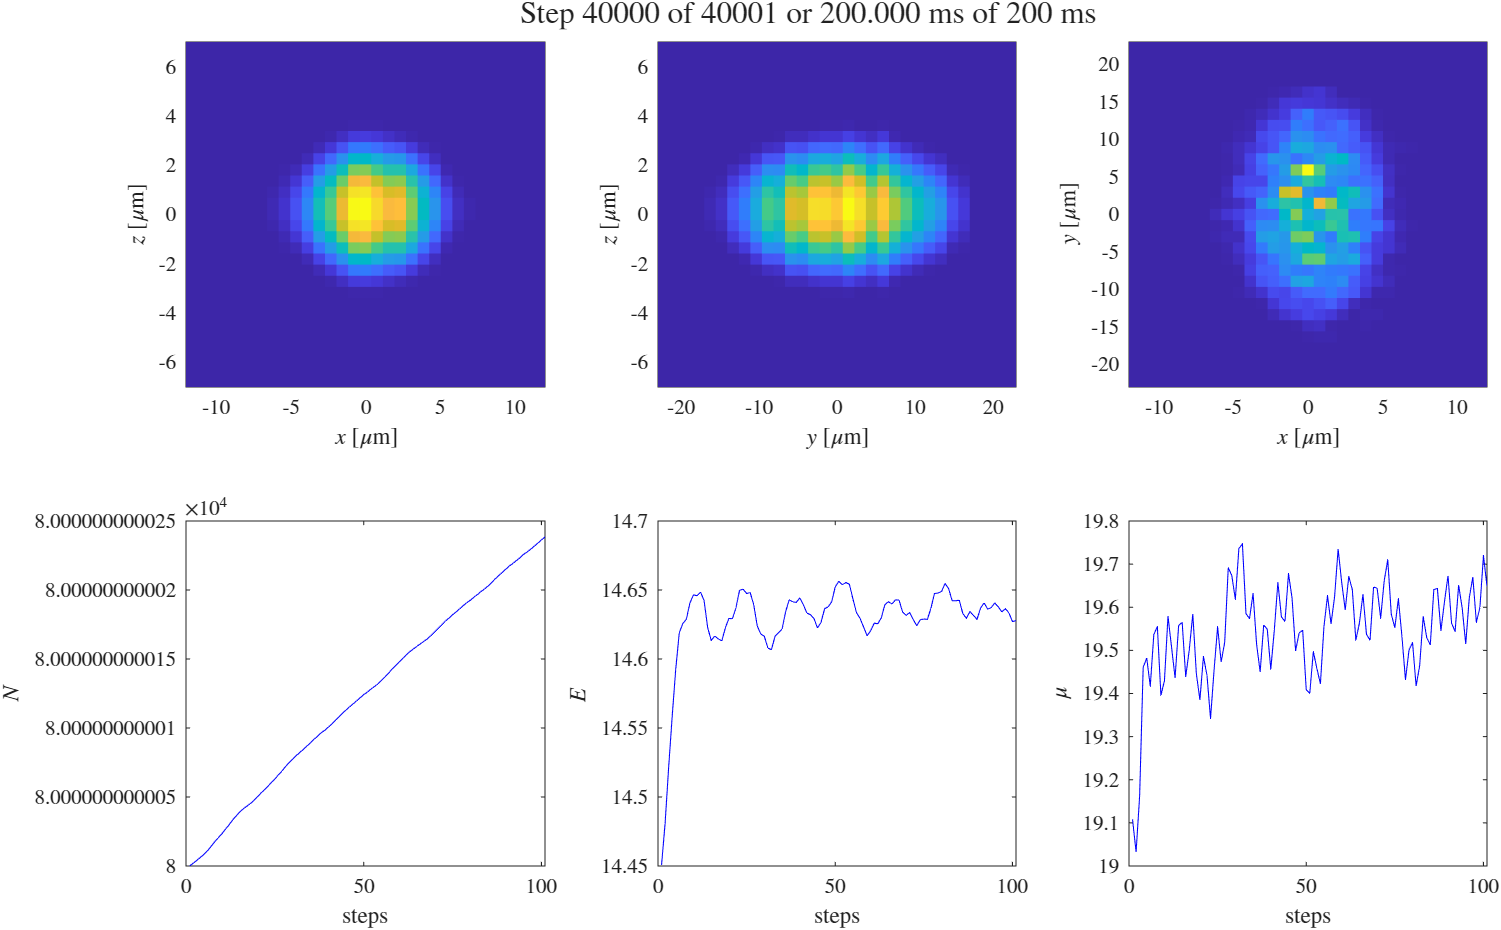 Step 40000 of 40001 or 200.000 ms of 200 ms
6
4
2
0
-2
-4
-6
z [μm]
-10 -5 0 5 10
x [μm]
6
4
2
0
-2
-4
-6
z [μm]
-20 -10 0 10 20
y [μm]
20
15
10
5
0
-5
-10
-15
-20
y [μm]
-10 -5 0 5 10
x [μm]
×10⁴
8.000000000025
8.00000000002
8.000000000015
8.00000000001
8.000000000005
8
N
0 50 100
steps
14.7
14.65
14.6
14.55
14.5
14.45
E
0 50 100
steps
19.8
19.7
19.6
19.5
19.4
19.3
19.2
19.1
19
μ
0 50 100
steps